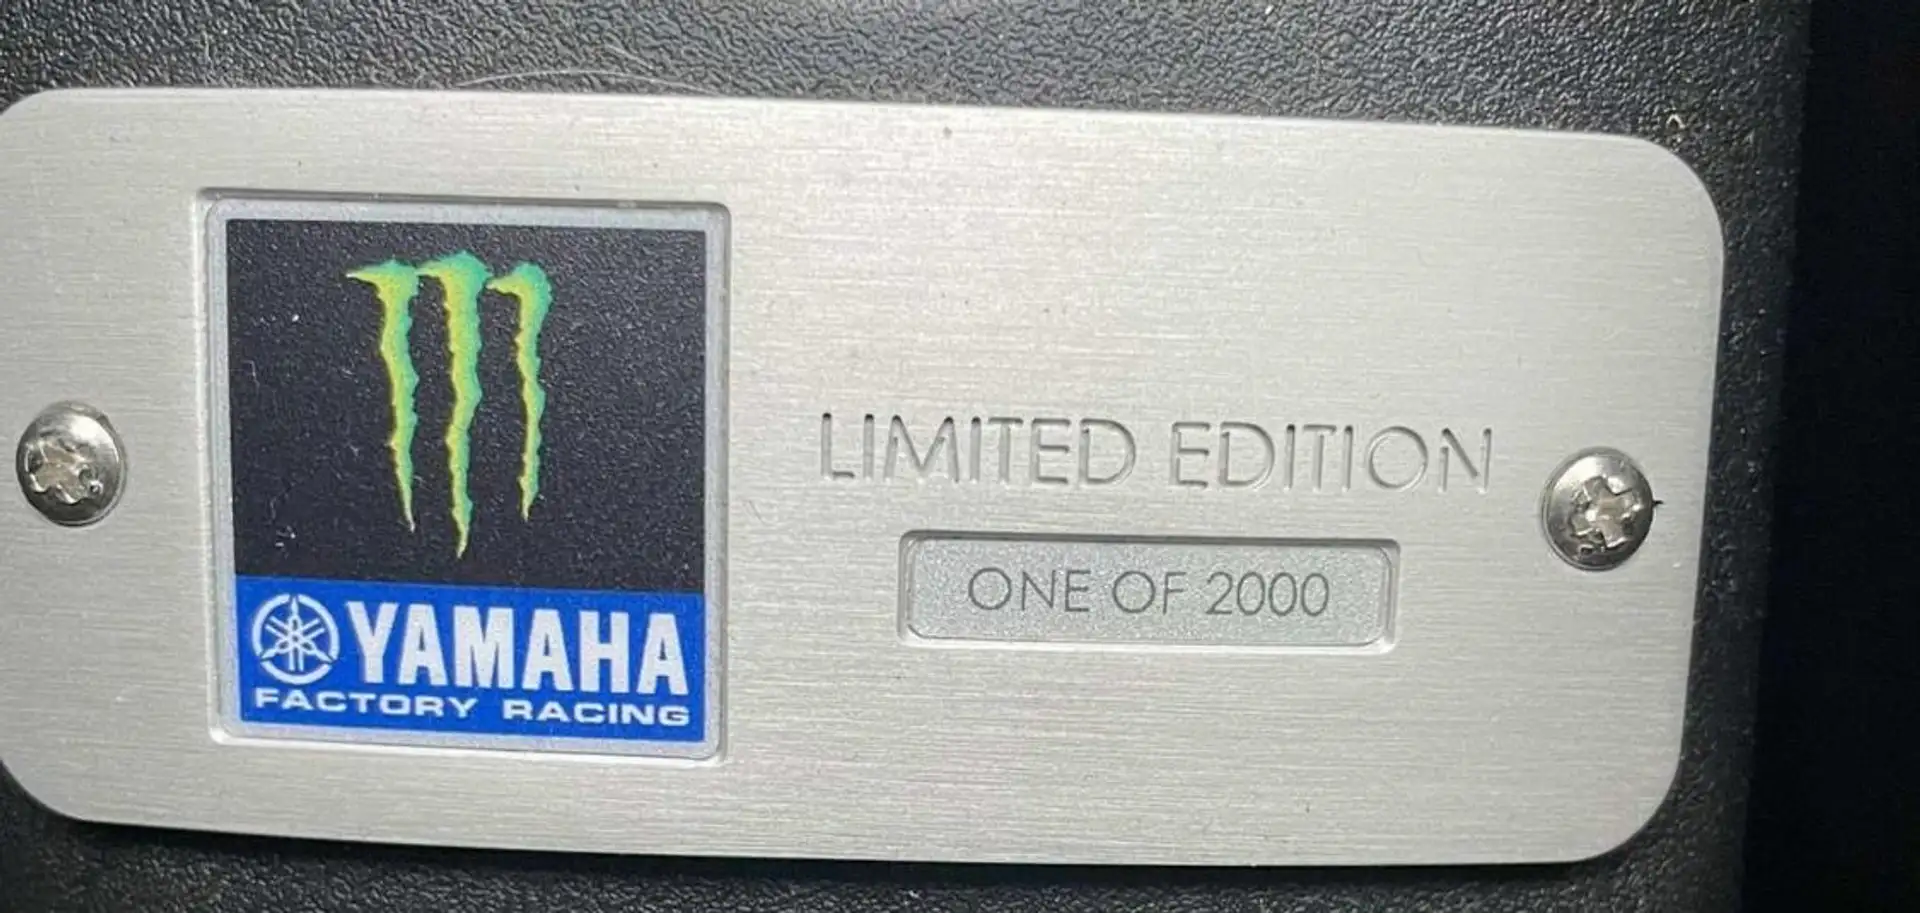 YAMAHA
FACTORY RACING
LIMITED EDITION
ONE OF 2000